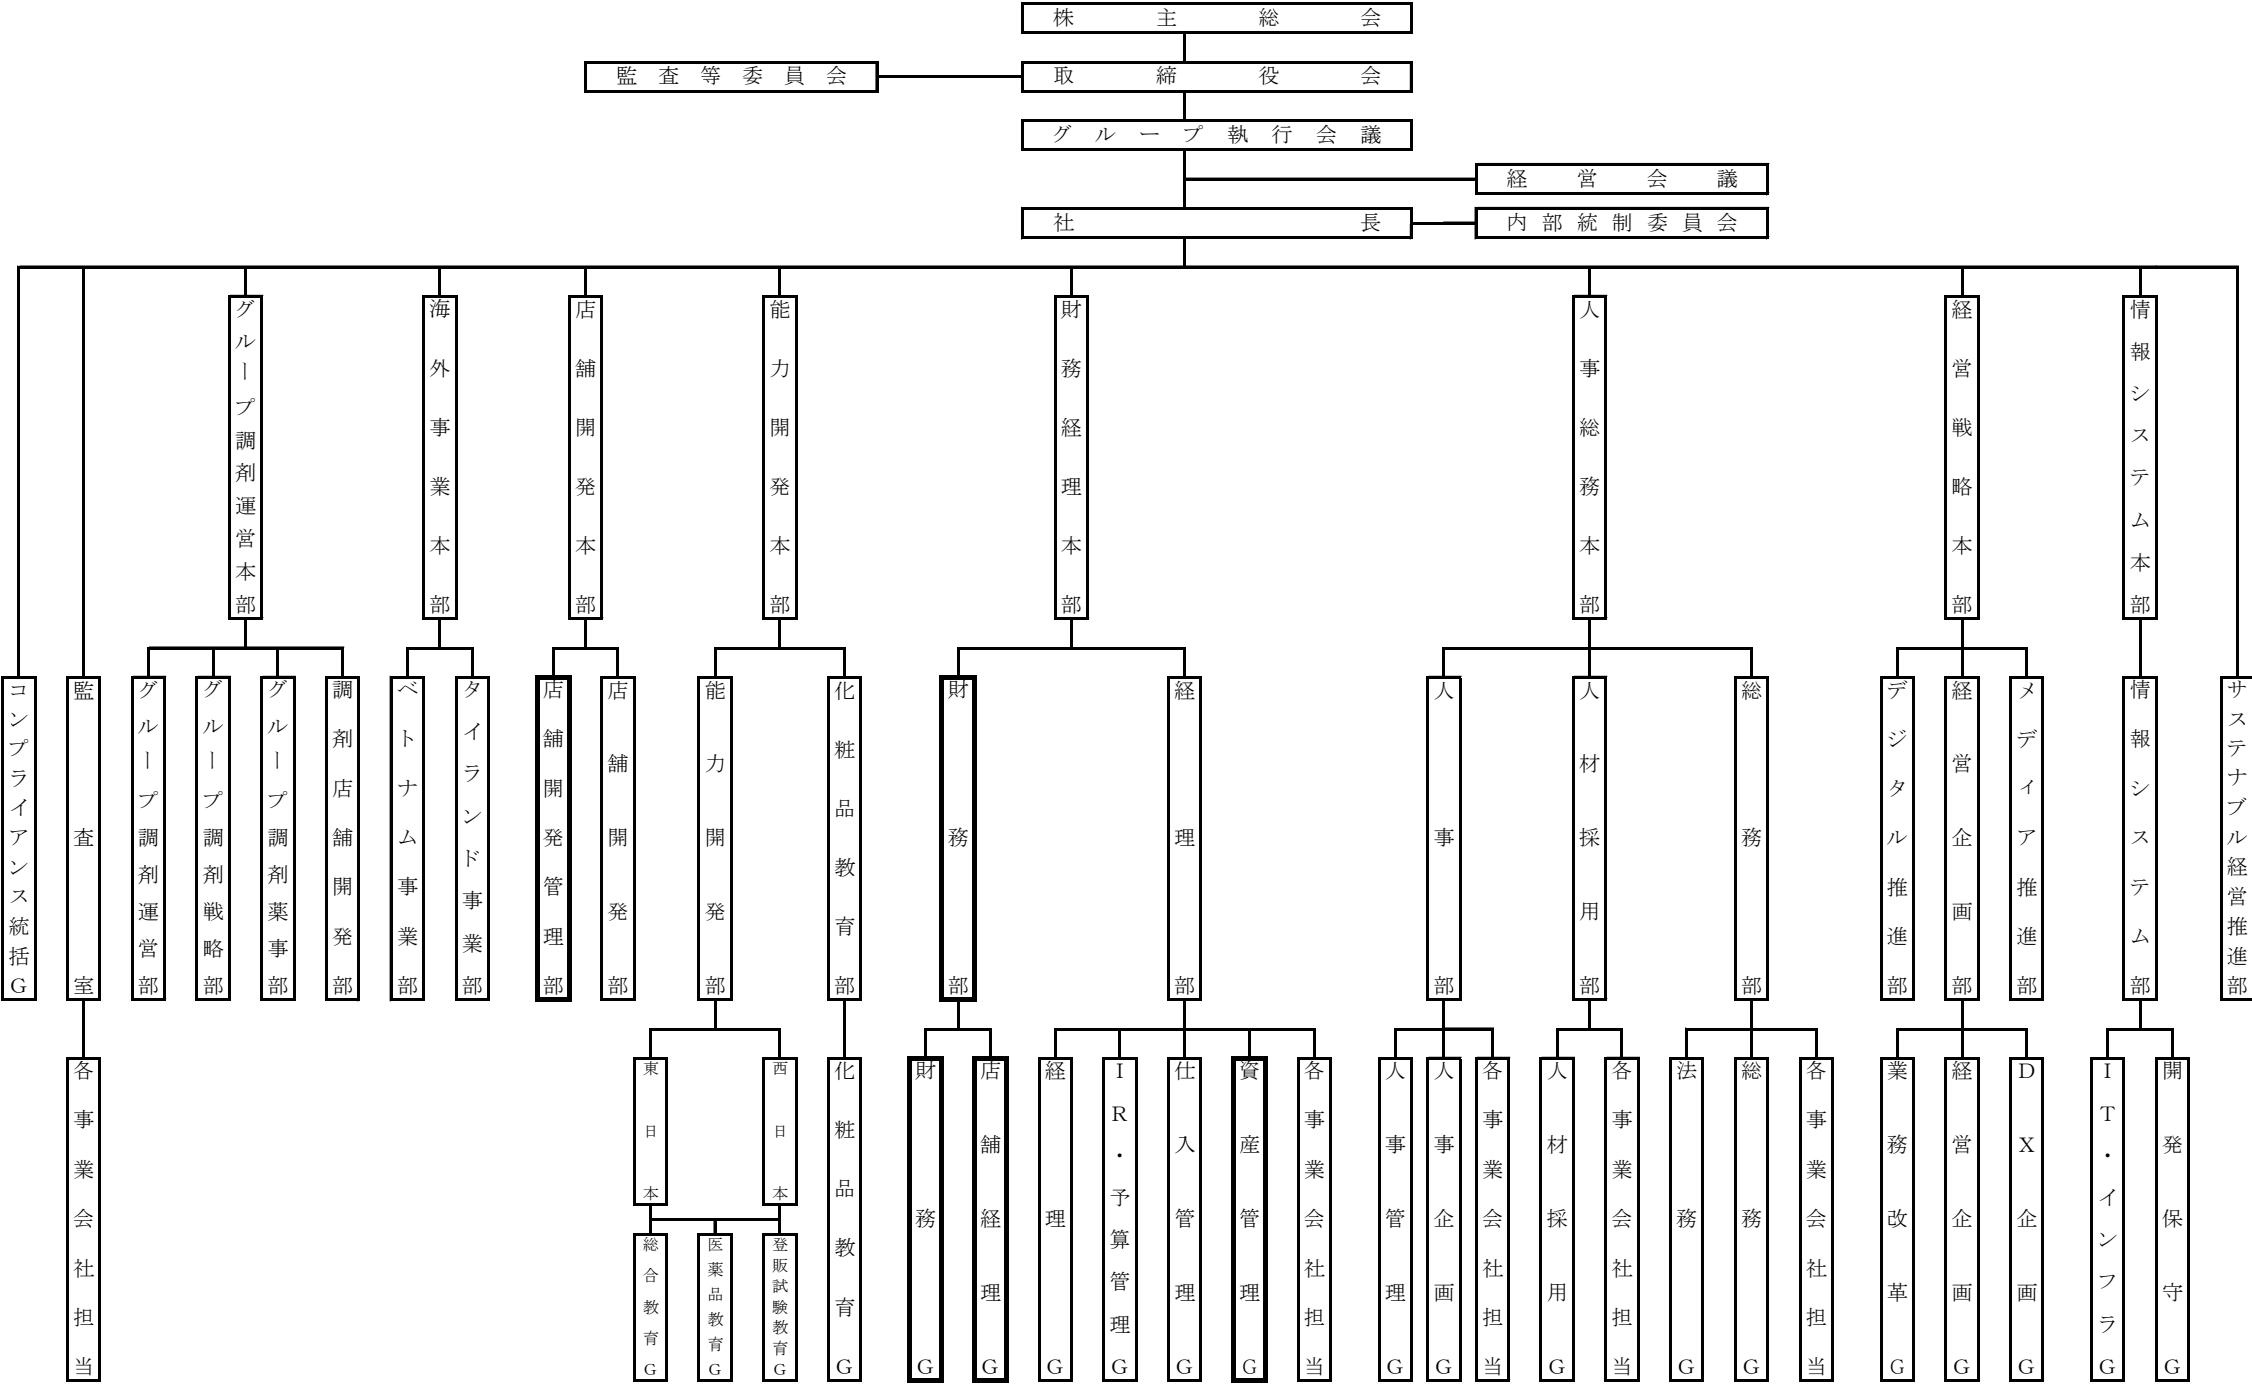 株主総会
監査等委員会
取締役会
グループ執行会議
経営会議
社長
内部統制委員会
グループ調剤運営本部
海外事業本部
店舗開発本部
能力開発本部
財務経理本部
人事総務本部
経営戦略本部
情報システム本部
コンプライアンス統括G
監査室
グループ調剤運営部
グループ調剤戦略部
グループ調剤薬事部
調剤店舗開発部
ベトナム事業部
タイランド事業部
店舗開発管理部
店舗開発部
能力開発部
化粧品教育部
財務部
経理部
人事部
人材採用部
総務部
デジタル推進部
経営企画部
メディア推進部
情報システム部
サステナブル経営推進部
各事業会社担当
東日本
西日本
化粧品教育G
財務G
店舗経理G
経理G
IR・予算管理G
仕入管理G
資産管理G
各事業会社担当
人事管理G
人事企画G
各事業会社担当
人材採用G
各事業会社担当
法務G
総務G
各事業会社担当
業務改革G
経営企画G
DX企画G
IT・インフラG
開発保守G
総合教育G
医薬品教育G
登販試験教育G